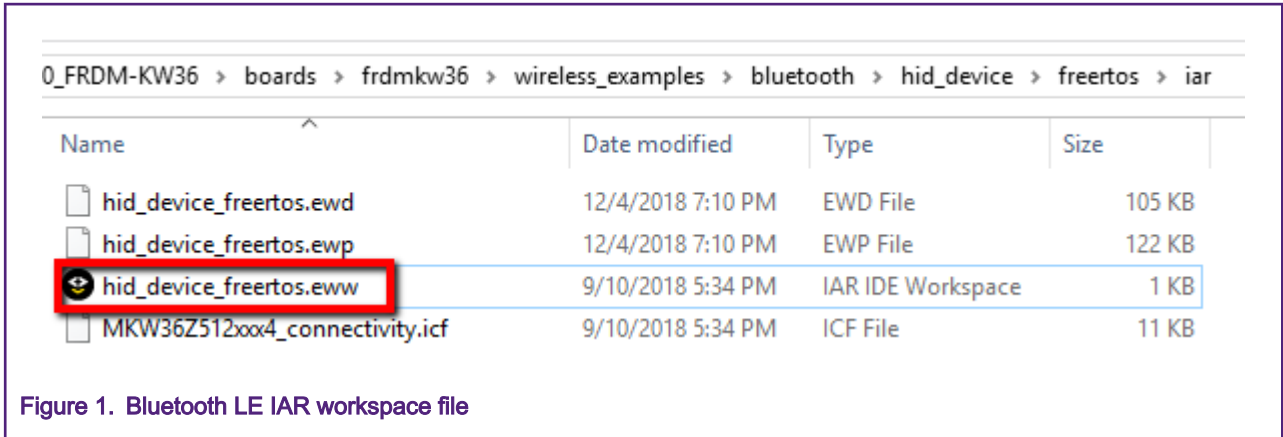 0_FRDM-KW36 > boards > frdmkw36 > wireless_examples > bluetooth > hid_device > freertos > iar
Name Date modified Type Size
hid_device_freertos.ewd 12/4/2018 7:10 PM EWD File 105 KB
hid_device_freertos.ewp 12/4/2018 7:10 PM EWP File 122 KB
hid_device_freertos.eww 9/10/2018 5:34 PM IAR IDE Workspace 1 KB
MKW36Z512xxx4_connectivity.icf 9/10/2018 5:34 PM ICF File 11 KB
Figure 1. Bluetooth LE IAR workspace file